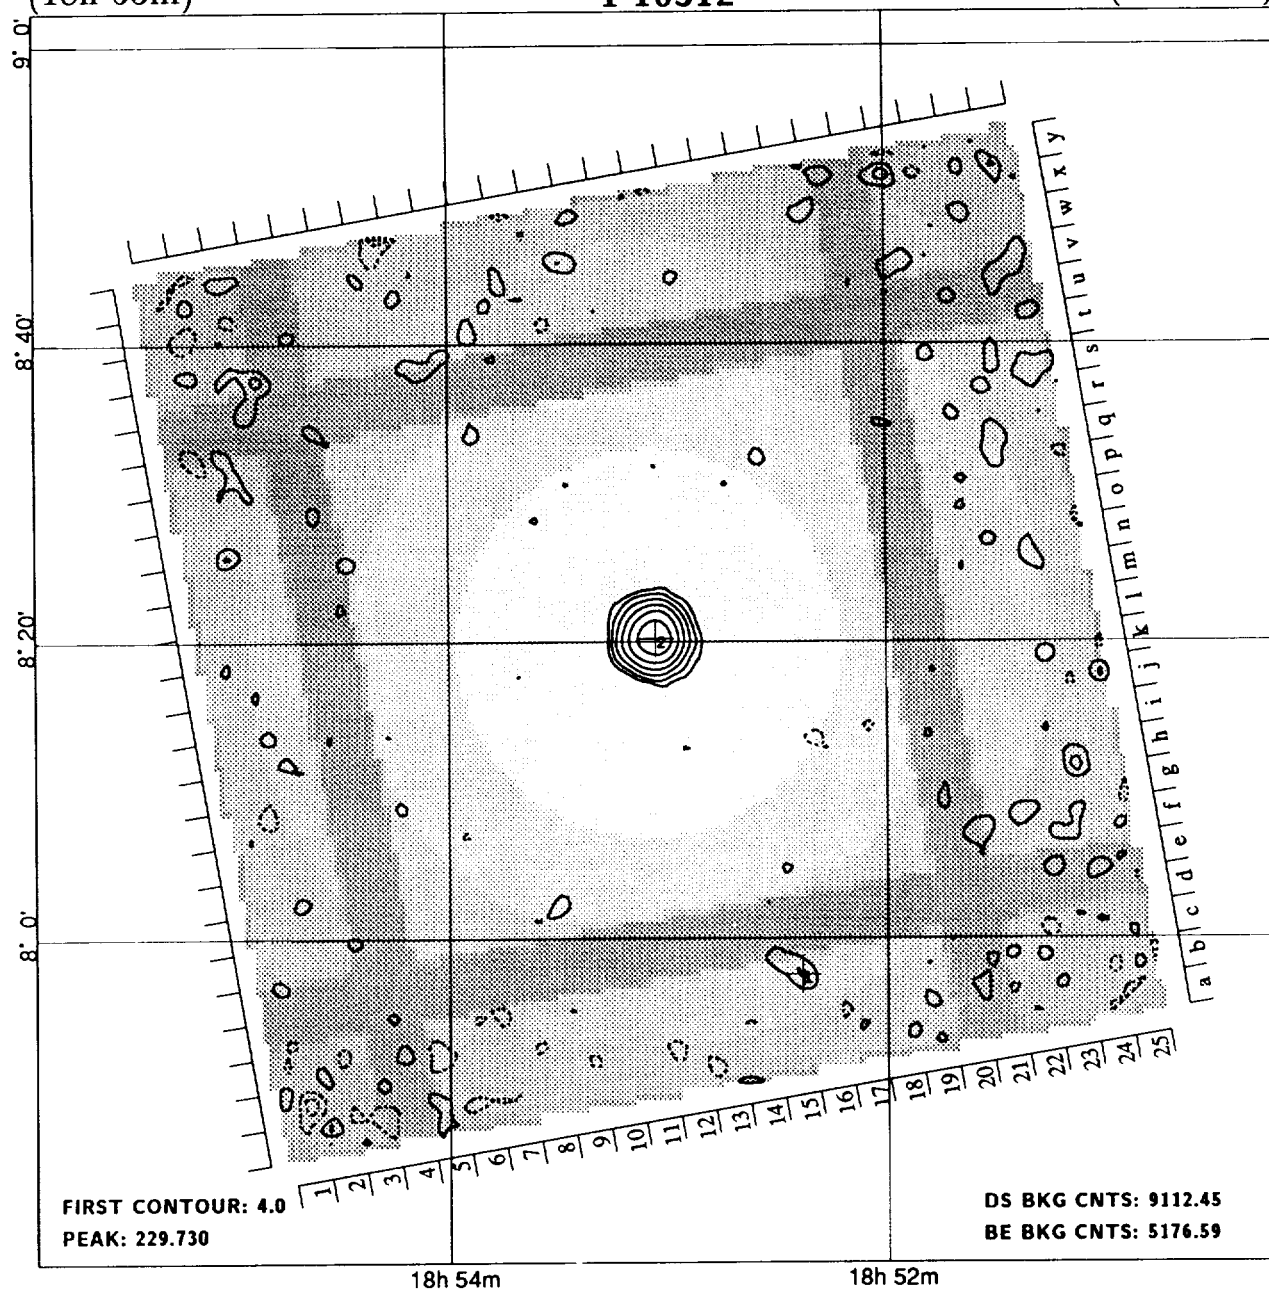 9° 0'
8° 40'
8° 20'
8° 0'
y
x
w
v
u
t
s
r
q
p
o
n
m
l
k
j
i
h
g
f
e
d
c
b
a
1 2 3 4 5 6 7 8 9 10 11 12 13 14 15 16 17 18 19 20 21 22 23 24 25
FIRST CONTOUR: 4.0
PEAK: 229.730
DS BKG CNTS: 9112.45
BE BKG CNTS: 5176.59
18h 54m
18h 52m